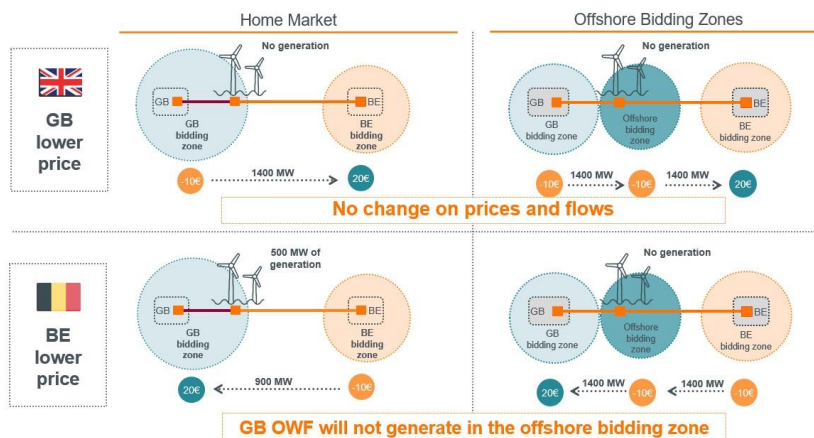 Home Market
Offshore Bidding Zones
GB
lower
price
No generation
GB
BE
GB
bidding
zone
BE
bidding
zone
-10€
1400 MW
20€
No generation
GB
BE
GB
bidding zone
Offshore
bidding
zone
BE
bidding zone
-10€
1400 MW
-10€
1400 MW
20€
No change on prices and flows
BE
lower
price
500 MW of
generation
GB
BE
GB
bidding
zone
BE
bidding
zone
20€
900 MW
-10€
No generation
GB
BE
GB
bidding zone
Offshore
bidding
zone
BE
bidding zone
20€
1400 MW
-10€
1400 MW
-10€
GB OWF will not generate in the offshore bidding zone